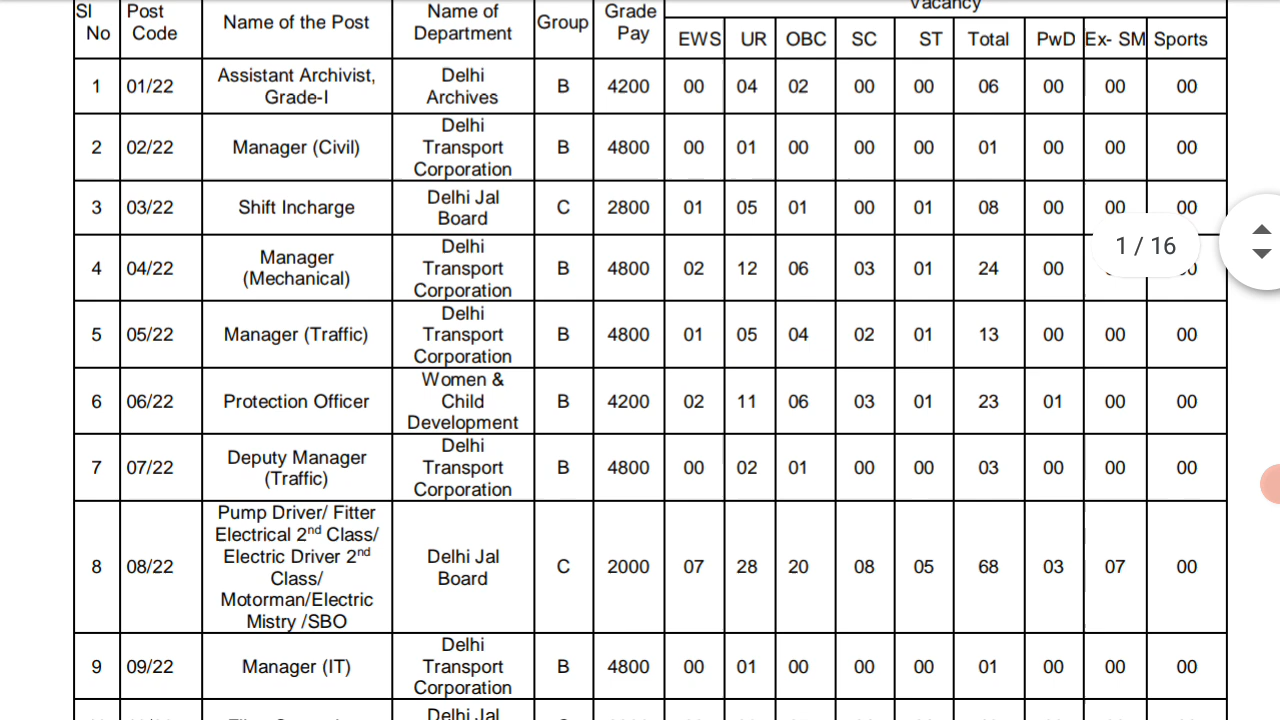 Vacancy
Sl No Post Code Name of the Post Name of Department Group Grade Pay EWS UR OBC SC ST Total PwD Ex- SM Sports
1 01/22 Assistant Archivist, Grade-I Delhi Archives B 4200 00 04 02 00 00 06 00 00 00
2 02/22 Manager (Civil) Delhi Transport Corporation B 4800 00 01 00 00 00 01 00 00 00
3 03/22 Shift Incharge Delhi Jal Board C 2800 01 05 01 00 01 08 00 00 00
4 04/22 Manager (Mechanical) Delhi Transport Corporation B 4800 02 12 06 03 01 24 00
1 / 16
5 05/22 Manager (Traffic) Delhi Transport Corporation B 4800 01 05 04 02 01 13 00 00 00
6 06/22 Protection Officer Women & Child Development B 4200 02 11 06 03 01 23 01 00 00
7 07/22 Deputy Manager (Traffic) Delhi Transport Corporation B 4800 00 02 01 00 00 03 00 00 00
8 08/22 Pump Driver/ Fitter Electrical 2nd Class/ Electric Driver 2nd Class/ Motorman/Electric Mistry /SBO Delhi Jal Board C 2000 07 28 20 08 05 68 03 07 00
9 09/22 Manager (IT) Delhi Transport Corporation B 4800 00 01 00 00 00 01 00 00 00
Delhi Jal